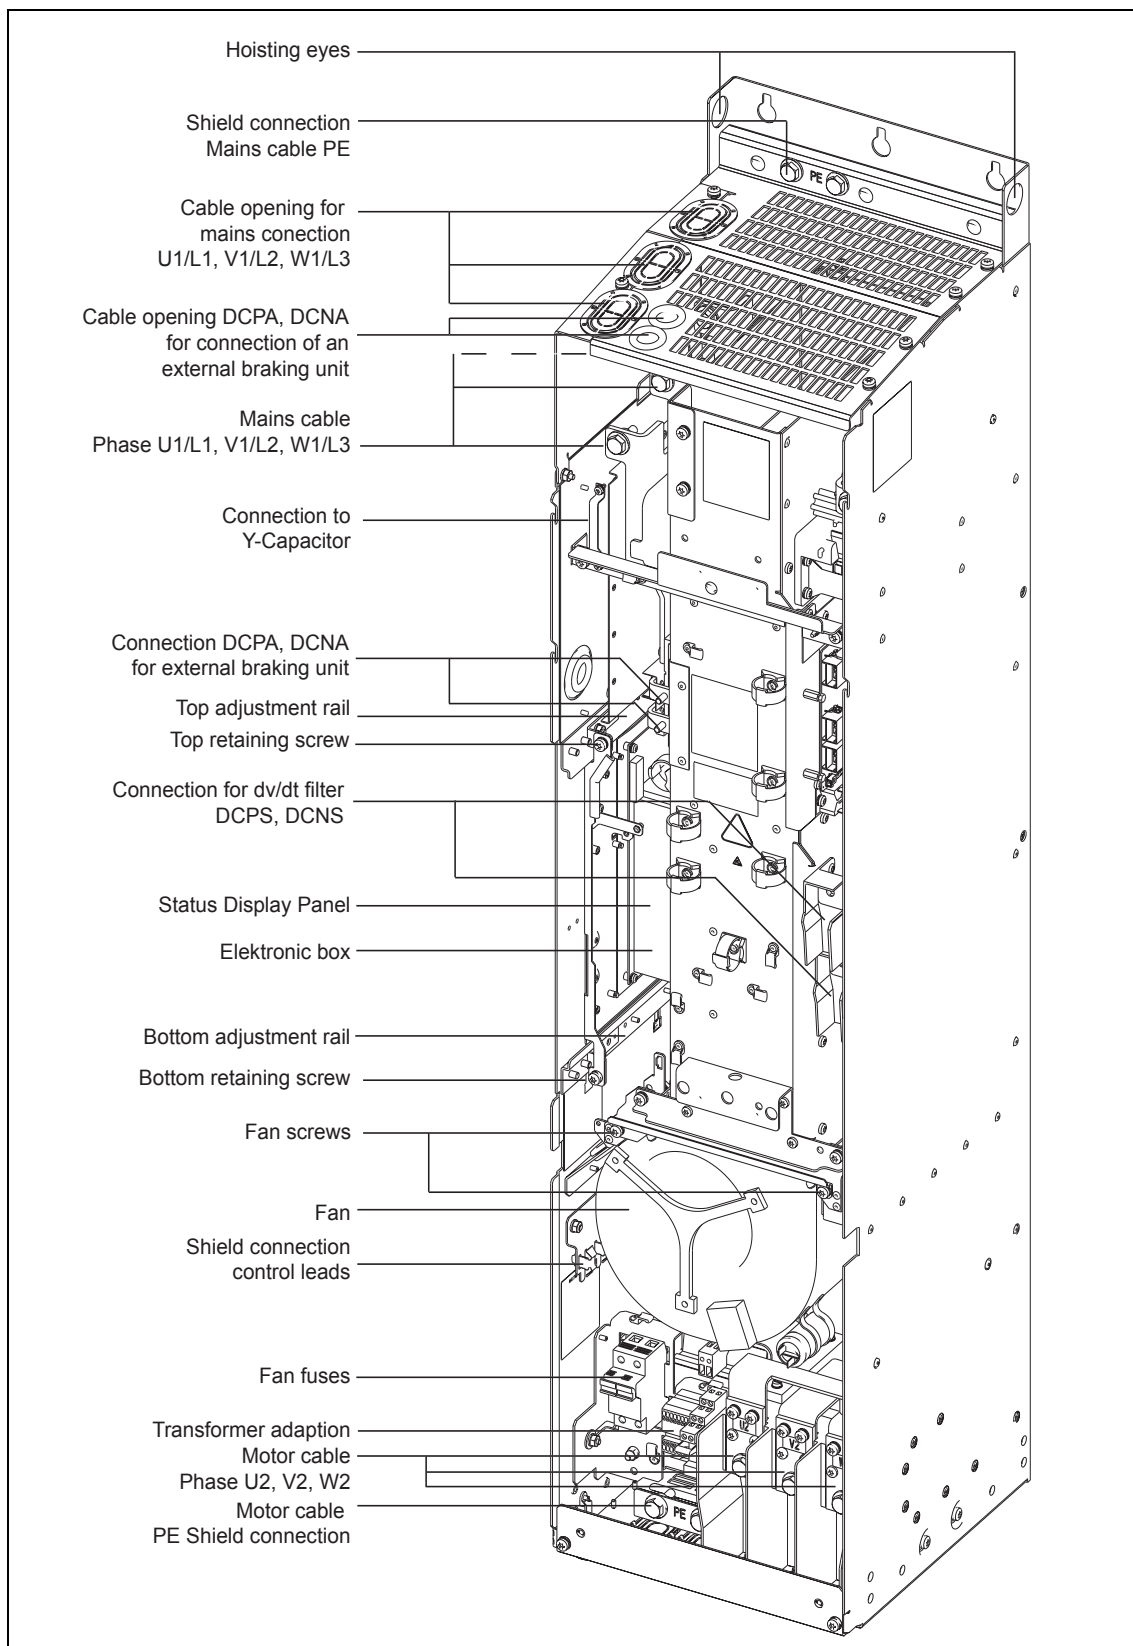 Hoisting eyes
Shield connection
Mains cable PE
PE
Cable opening for
mains conection
U1/L1, V1/L2, W1/L3
Cable opening DCPA, DCNA
for connection of an
external braking unit
Mains cable
Phase U1/L1, V1/L2, W1/L3
Connection to
Y-Capacitor
Connection DCPA, DCNA
for external braking unit
Top adjustment rail
Top retaining screw
Connection for dv/dt filter
DCPS, DCNS
Status Display Panel
Elektronic box
Bottom adjustment rail
Bottom retaining screw
Fan screws
Fan
Shield connection
control leads
Fan fuses
Transformer adaption
Motor cable
Phase U2, V2, W2
Motor cable
PE Shield connection
U2
V2
PE